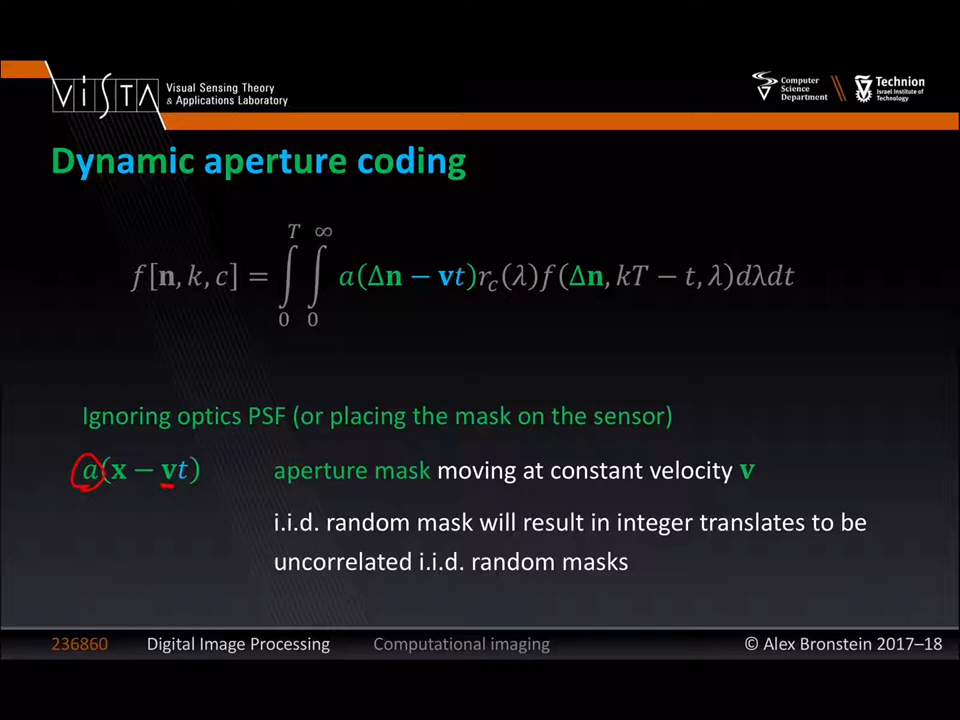 ViSTA Visual Sensing Theory & Applications Laboratory
Computer Science Department Technion Israel Institute of Technology
Dynamic aperture coding
f[n, k, c] = ∫₀ᵀ ∫₀^∞ a(Δn − vt)r_c(λ)f(Δn, kT − t, λ)dλdt
Ignoring optics PSF (or placing the mask on the sensor)
a(x − vt) aperture mask moving at constant velocity v
i.i.d. random mask will result in integer translates to be
uncorrelated i.i.d. random masks
236860 Digital Image Processing Computational imaging © Alex Bronstein 2017–18